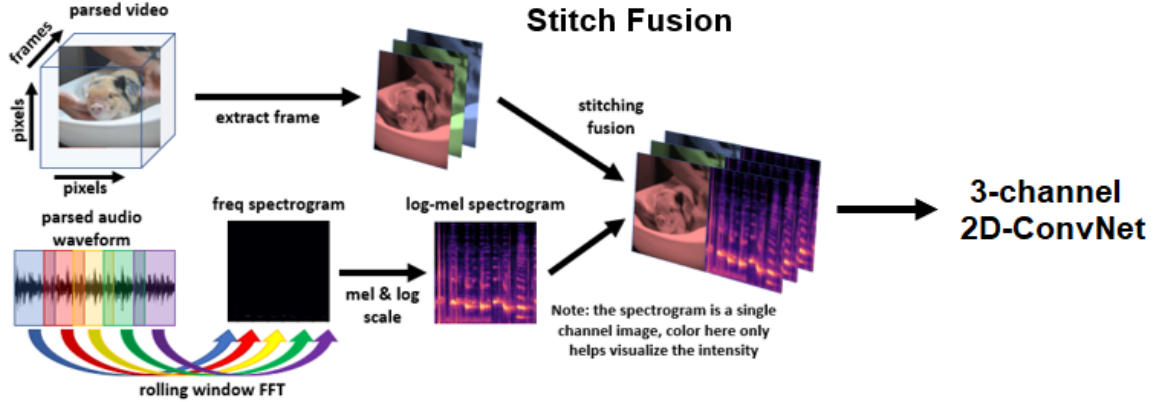 Stitch Fusion
parsed video
frames
pixels
pixels
extract frame
stitching
fusion
parsed audio
waveform
freq spectrogram
log-mel spectrogram
mel & log
scale
rolling window FFT
Note: the spectrogram is a single
channel image, color here only
helps visualize the intensity
3-channel
2D-ConvNet